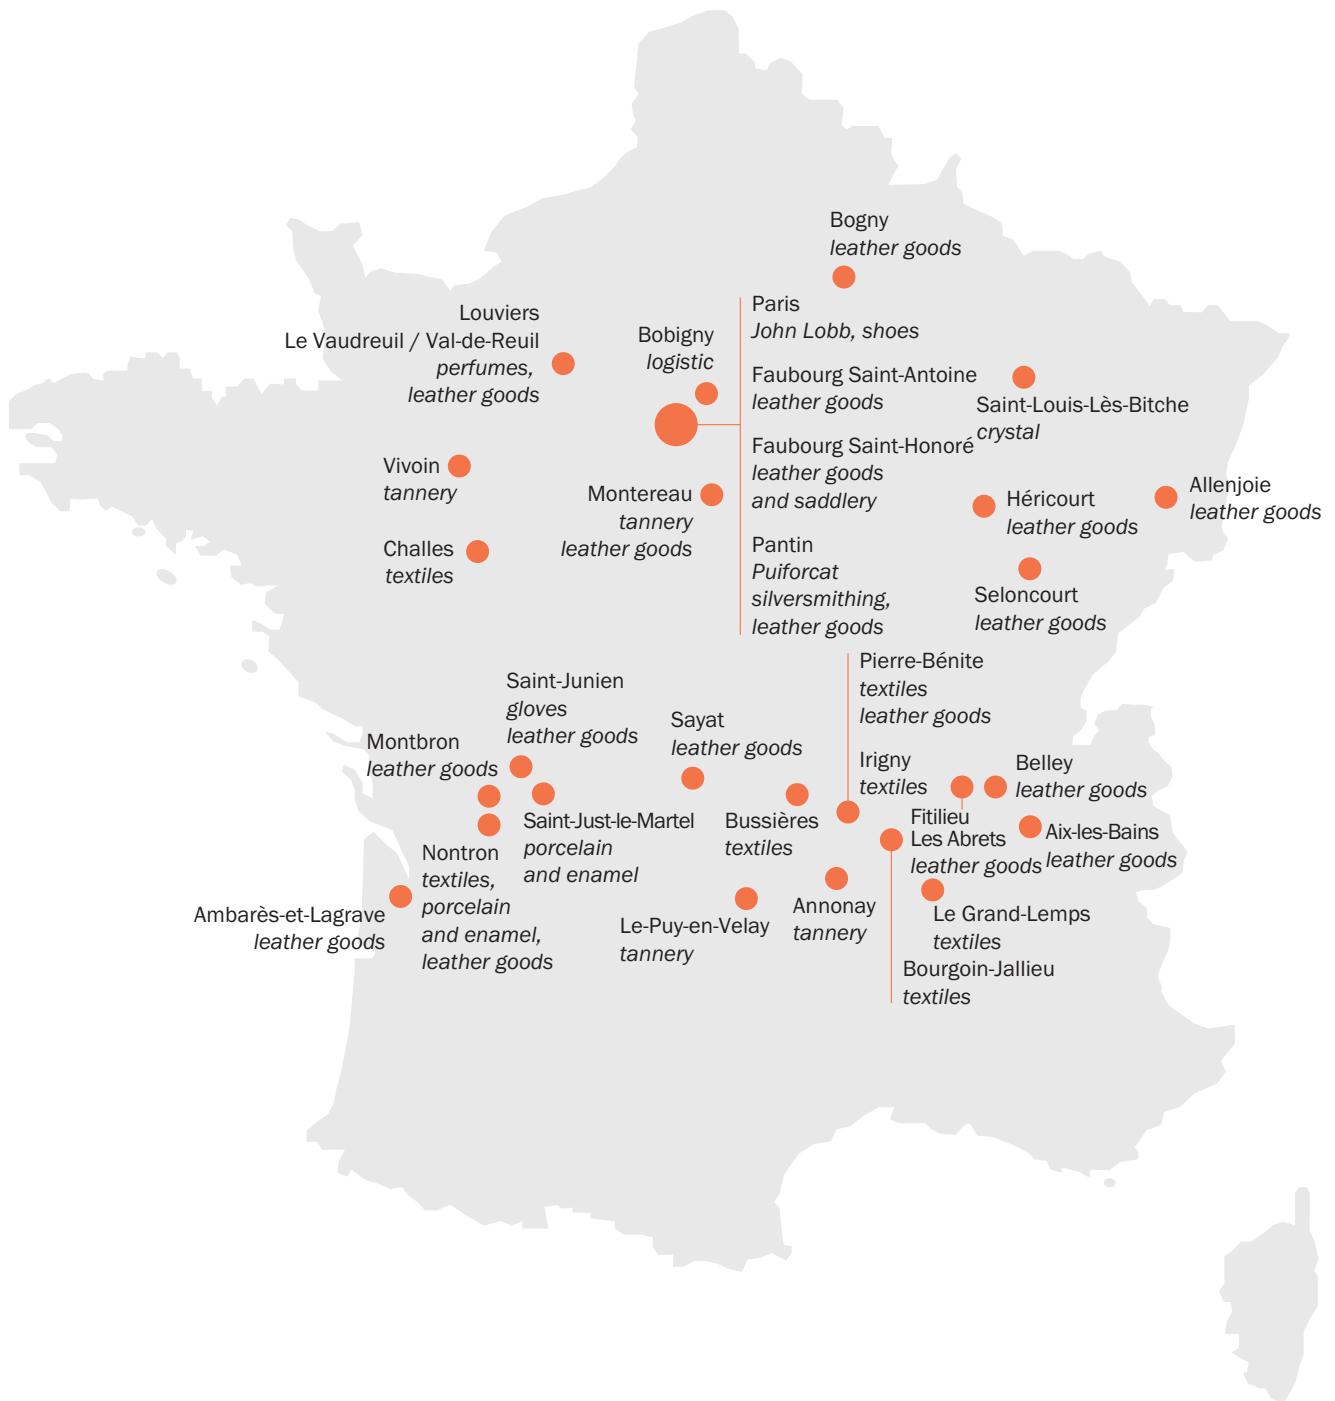 Bogny
leather goods
Louviers
Le Vaudreuil / Val-de-Reuil
perfumes,
leather goods
Bobigny
logistic
Paris
John Lobb, shoes
Faubourg Saint-Antoine
leather goods
Faubourg Saint-Honoré
leather goods
and saddlery
Pantin
Puiforcat
silversmithing,
leather goods
Saint-Louis-Lès-Bitche
crystal
Vivoin
tannery
Montereau
tannery
leather goods
Héricourt
leather goods
Allenjoie
leather goods
Challes
textiles
Seloncourt
leather goods
Pierre-Bénite
textiles
leather goods
Irigny
textiles
Saint-Junien
gloves
leather goods
Sayat
leather goods
Montbron
leather goods
Belley
leather goods
Saint-Just-le-Martel
porcelain
and enamel
Bussières
textiles
Fitilieu
Les Abrets
leather goods
Aix-les-Bains
leather goods
Nontron
textiles,
porcelain
and enamel,
leather goods
Ambarès-et-Lagrave
leather goods
Le-Puy-en-Velay
tannery
Annonay
tannery
Le Grand-Lemps
textiles
Bourgoin-Jallieu
textiles